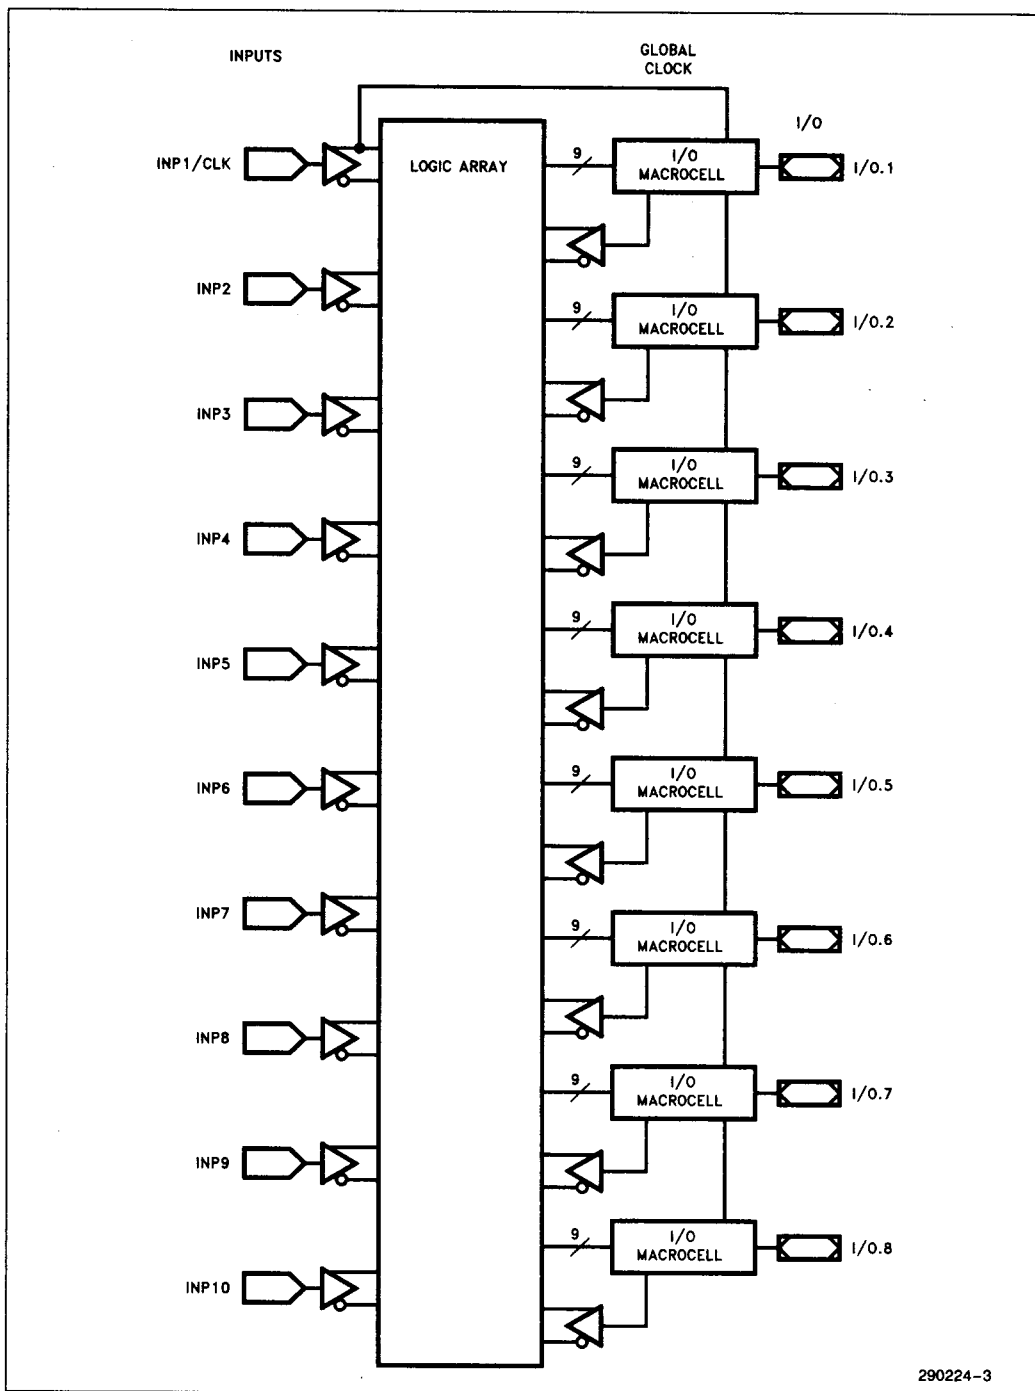 INPUTS
GLOBAL
CLOCK
I/O
INP1/CLK
LOGIC ARRAY
9
I/O
MACROCELL
I/O.1
INP2
9
I/O
MACROCELL
I/O.2
INP3
9
I/O
MACROCELL
I/O.3
INP4
9
I/O
MACROCELL
I/O.4
INP5
9
I/O
MACROCELL
I/O.5
INP6
9
I/O
MACROCELL
I/O.6
INP7
9
I/O
MACROCELL
I/O.7
INP8
9
I/O
MACROCELL
I/O.8
INP9
INP10
290224-3